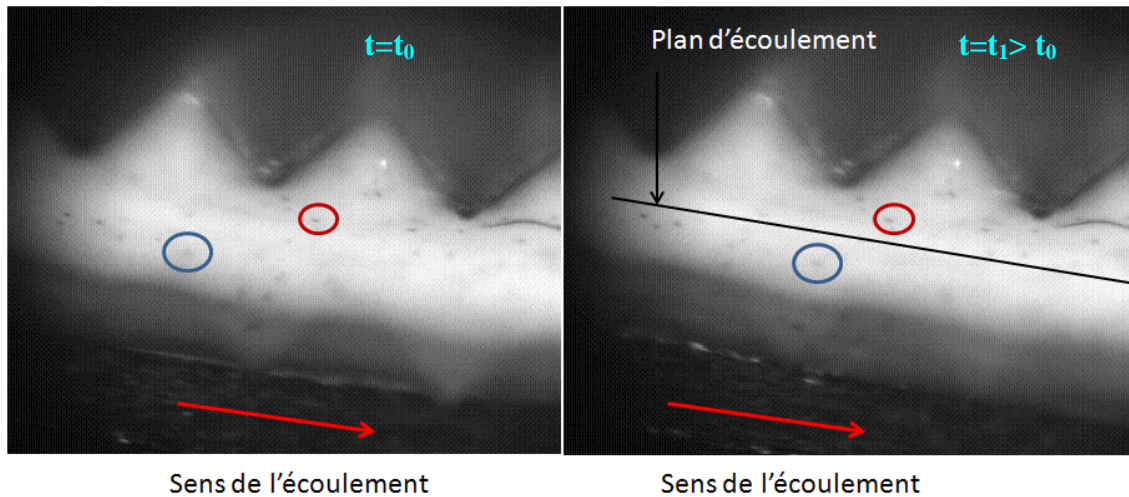 t=t₀
Plan d'écoulement
t=t₁> t₀
Sens de l'écoulement
Sens de l'écoulement